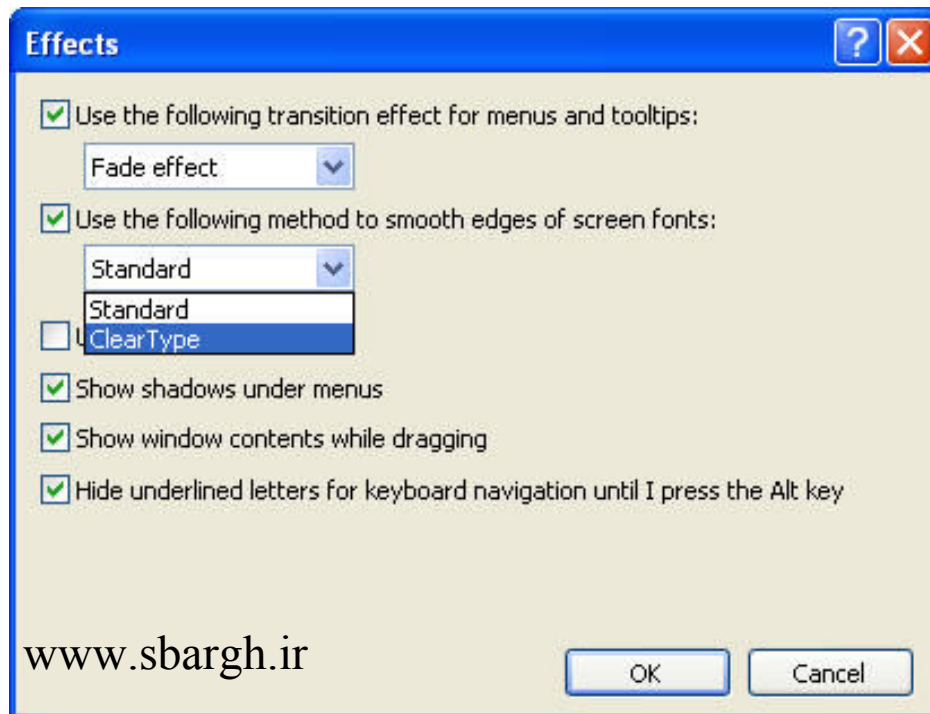 Effects
Use the following transition effect for menus and tooltips:
Fade effect
Use the following method to smooth edges of screen fonts:
Standard
Standard
ClearType
Show shadows under menus
Show window contents while dragging
Hide underlined letters for keyboard navigation until I press the Alt key
www.sbargh.ir
OK
Cancel